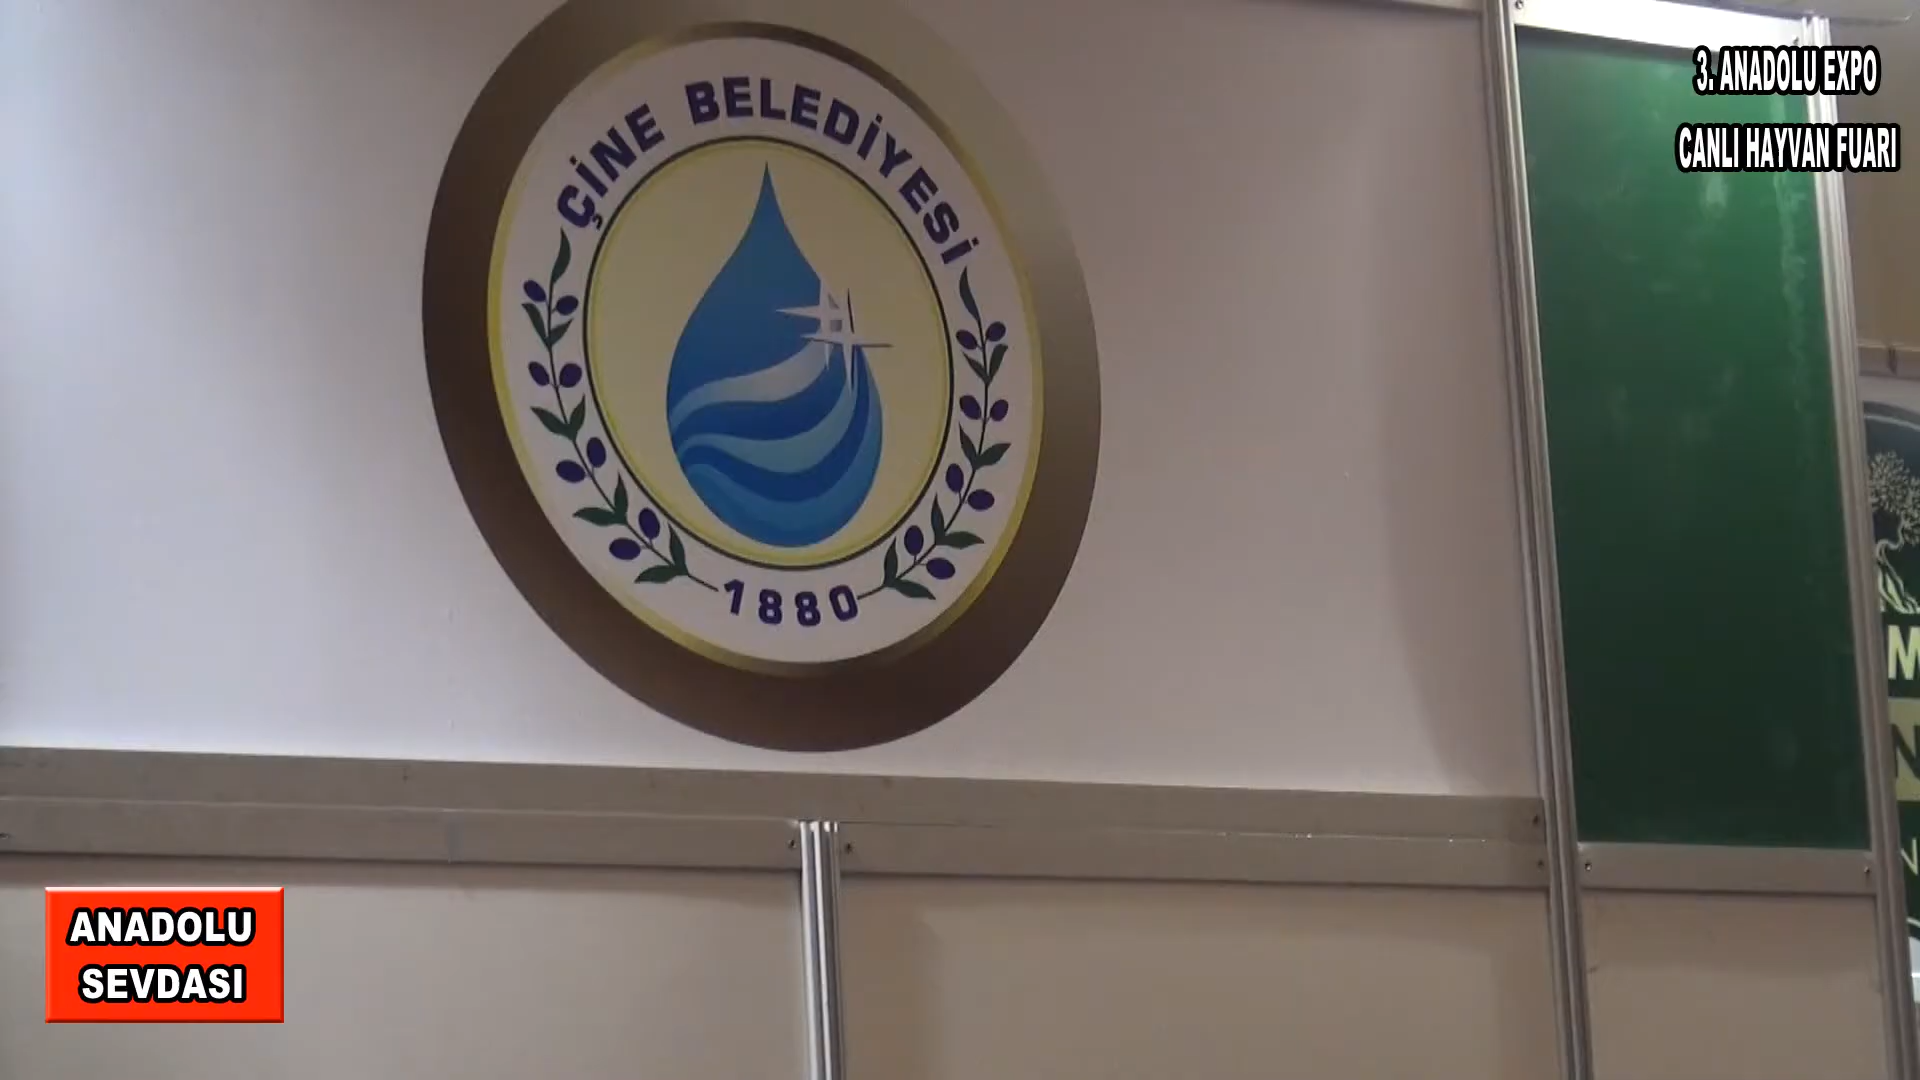 3. ANADOLU EXPO
CANLI HAYVAN FUARI
ÇİNE BELEDİYESİ
1880
ANADOLU
SEVDASI